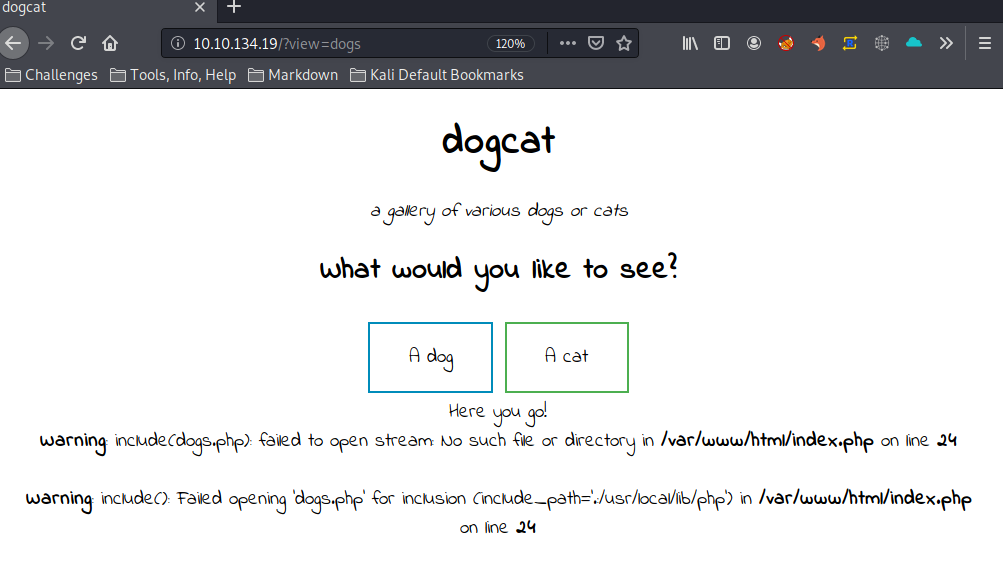 dogcat
10.10.134.19/?view=dogs 120%
Challenges Tools, Info, Help Markdown Kali Default Bookmarks
dogcat
a gallery of various dogs or cats
What would you like to see?
A dog A cat
Here you go!
Warning: include(dogs.php): failed to open stream: No such file or directory in /var/www/html/index.php on line 24
Warning: include(): Failed opening 'dogs.php' for inclusion (include_path='.:/usr/local/lib/php') in /var/www/html/index.php
on line 24